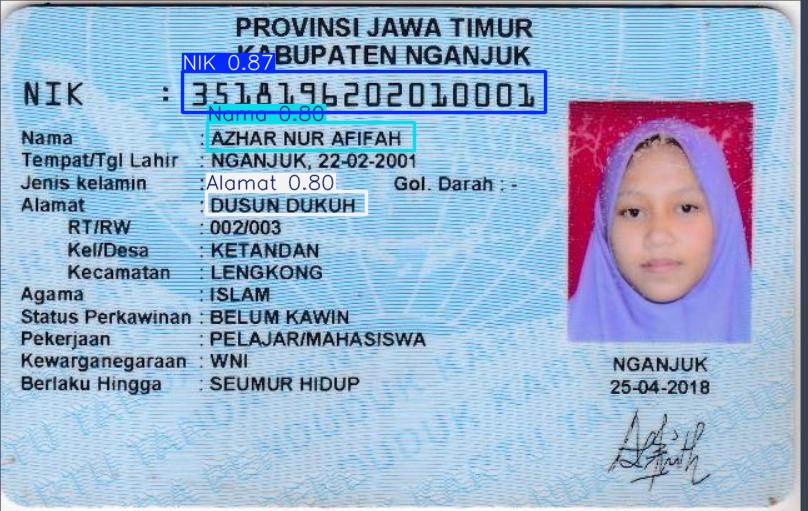 PROVINSI JAWA TIMUR
KABUPATEN NGANJUK
NIK 0.87
NIK : 3518196202010001
Nama 0.80
Nama : AZHAR NUR AFIFAH
Tempat/Tgl Lahir : NGANJUK, 22-02-2001
Alamat 0.80
Jenis kelamin : Gol. Darah : -
Alamat : DUSUN DUKUH
RT/RW : 002/003
Kel/Desa : KETANDAN
Kecamatan : LENGKONG
Agama : ISLAM
Status Perkawinan : BELUM KAWIN
Pekerjaan : PELAJAR/MAHASISWA
Kewarganegaraan : WNI
Berlaku Hingga : SEUMUR HIDUP
NGANJUK
25-04-2018